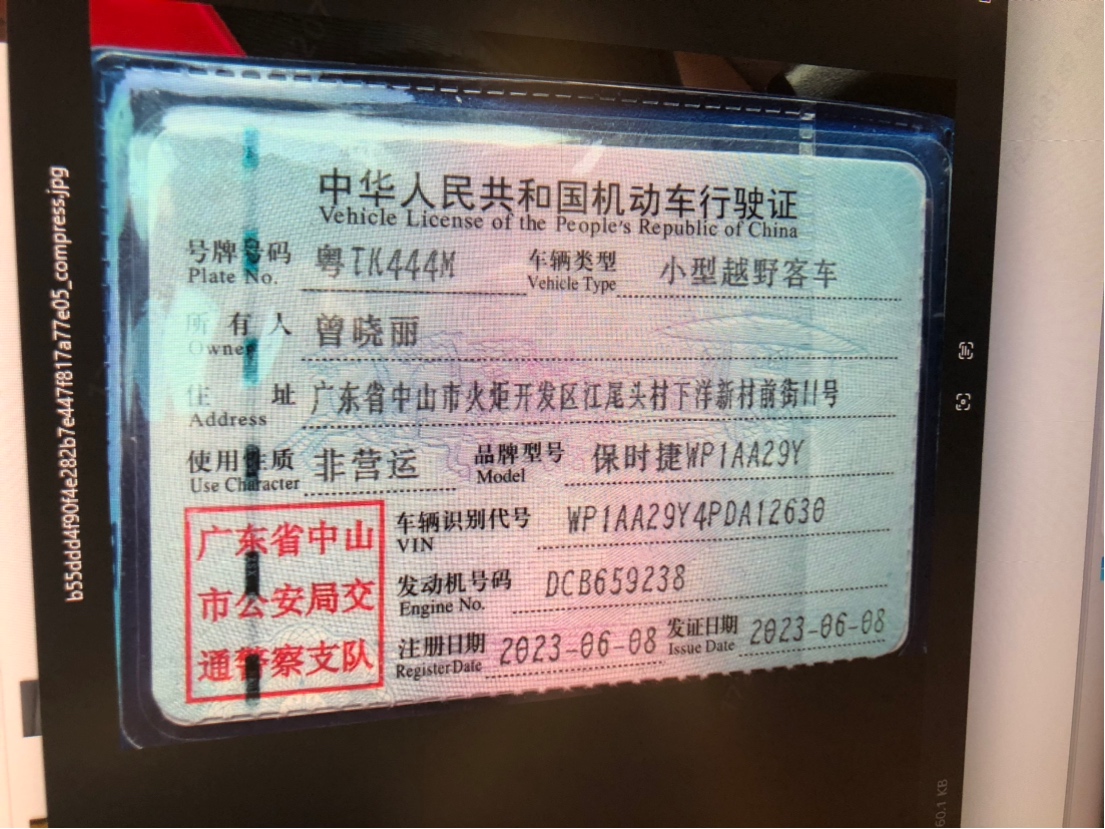 中华人民共和国机动车行驶证
Vehicle License of the People's Republic of China
号牌号码 粤TK444M 车辆类型 小型越野客车
Plate No. Vehicle Type
所有人 曾晓丽
Owner
住址 广东省中山市火炬开发区江尾头村下洋新村前街11号
Address
使用性质 非营运 品牌型号 保时捷WP1AA29Y
Use Character Model
广东省中山
市公安局交
通警察支队
车辆识别代号 WP1AA29Y4PDA12630
VIN
发动机号码 DCB659238
Engine No.
注册日期 2023-06-08 发证日期 2023-06-08
Register Date Issue Date
b55ddd4f90f4e282b7e447f817a77e05_compress.jpg
60.1 KB